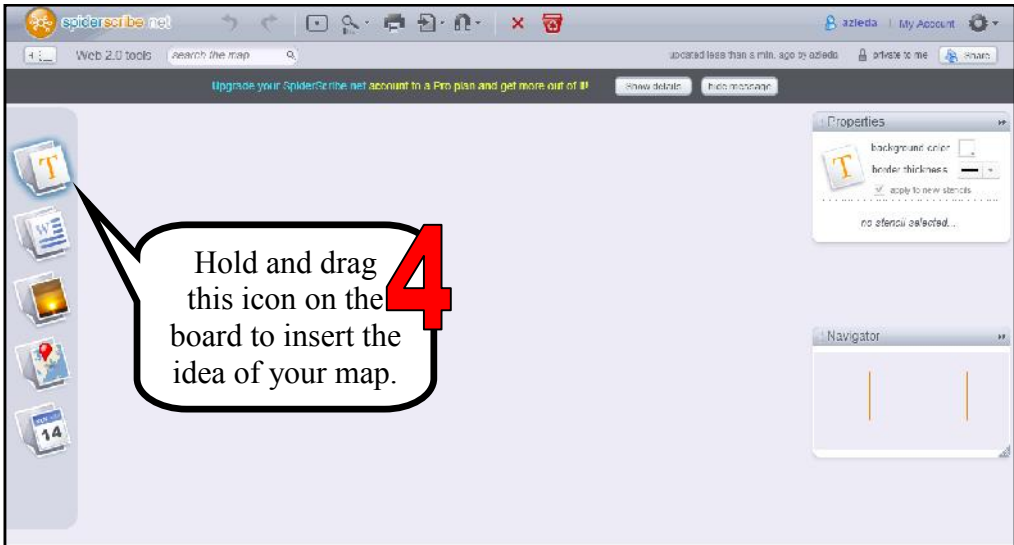 spiderscribe.net
azieda | My Account
Web 2.0 tools search the map updated less than a min. ago by azieda private to me Share
Upgrade your SpiderScribe.net account to a Pro plan and get more out of it! Show details hide message
Properties
T
background color
T
border thickness
apply to new stencils
W
no stencil selected...
4
Hold and drag
this icon on the
board to insert the
idea of your map.
Navigator
14